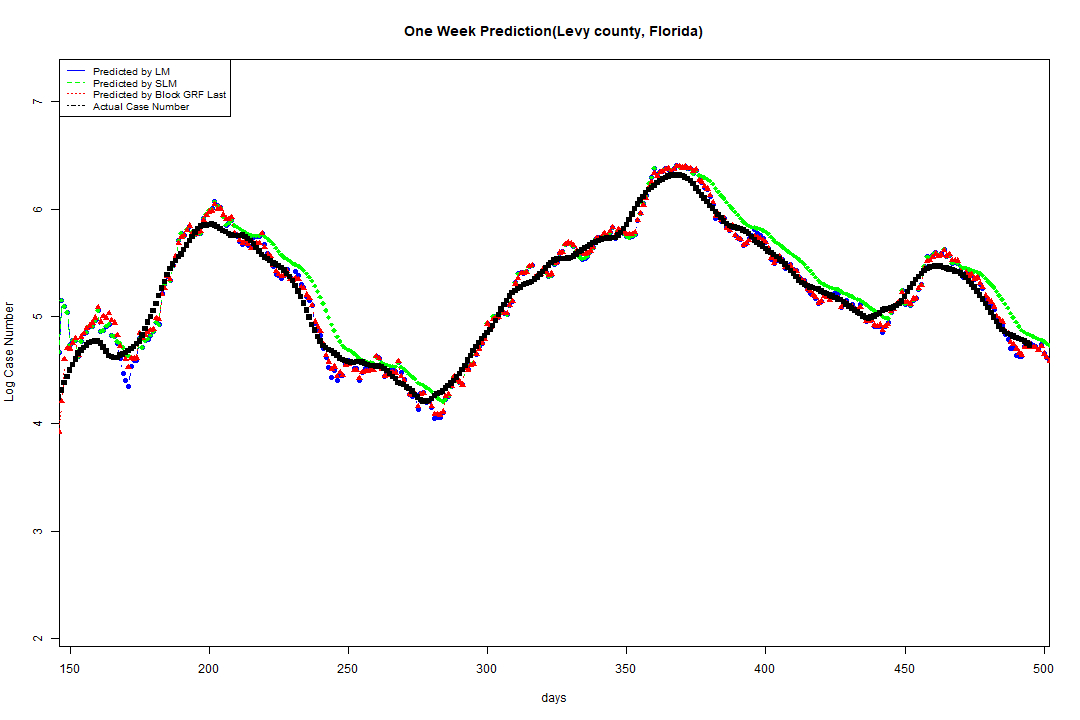 One Week Prediction(Levy county, Florida)
Predicted by LM
Predicted by SLM
Predicted by Block GRF Last
Actual Case Number
7
6
5
4
3
2
Log Case Number
150 200 250 300 350 400 450 500
days